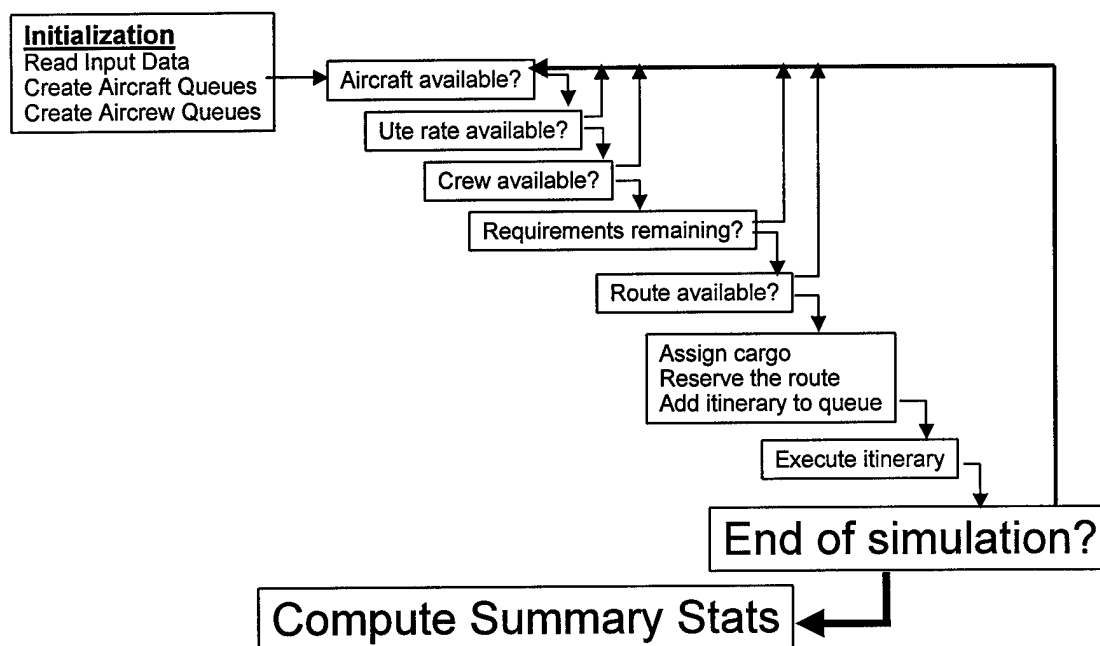 Initialization
Read Input Data
Create Aircraft Queues
Create Aircrew Queues
Aircraft available?
Ute rate available?
Crew available?
Requirements remaining?
Route available?
Assign cargo
Reserve the route
Add itinerary to queue
Execute itinerary
End of simulation?
Compute Summary Stats